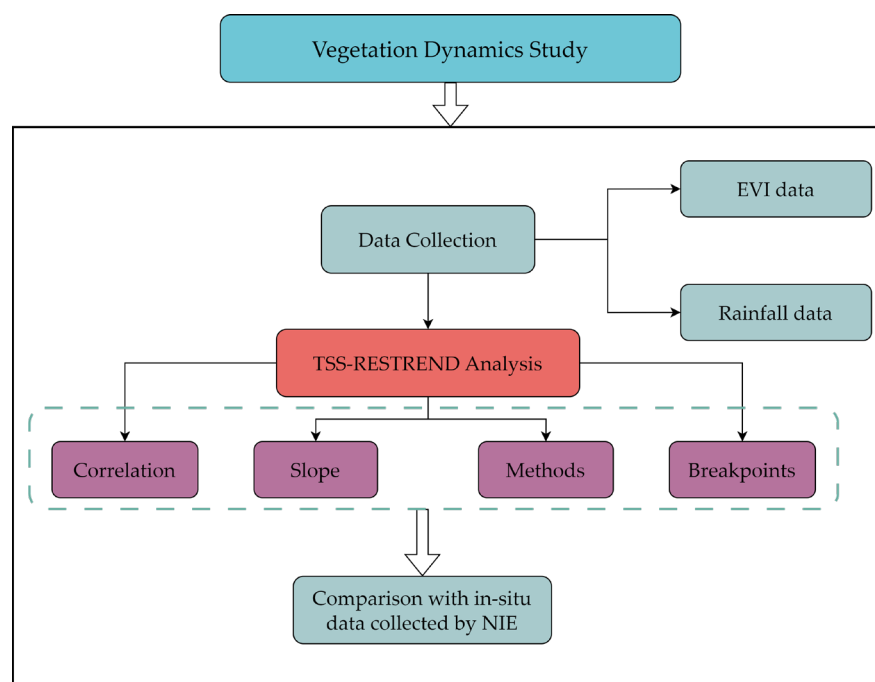 Vegetation Dynamics Study
EVI data
Data Collection
Rainfall data
TSS-RESTREND Analysis
Correlation
Slope
Methods
Breakpoints
Comparison with in-situ
data collected by NIE